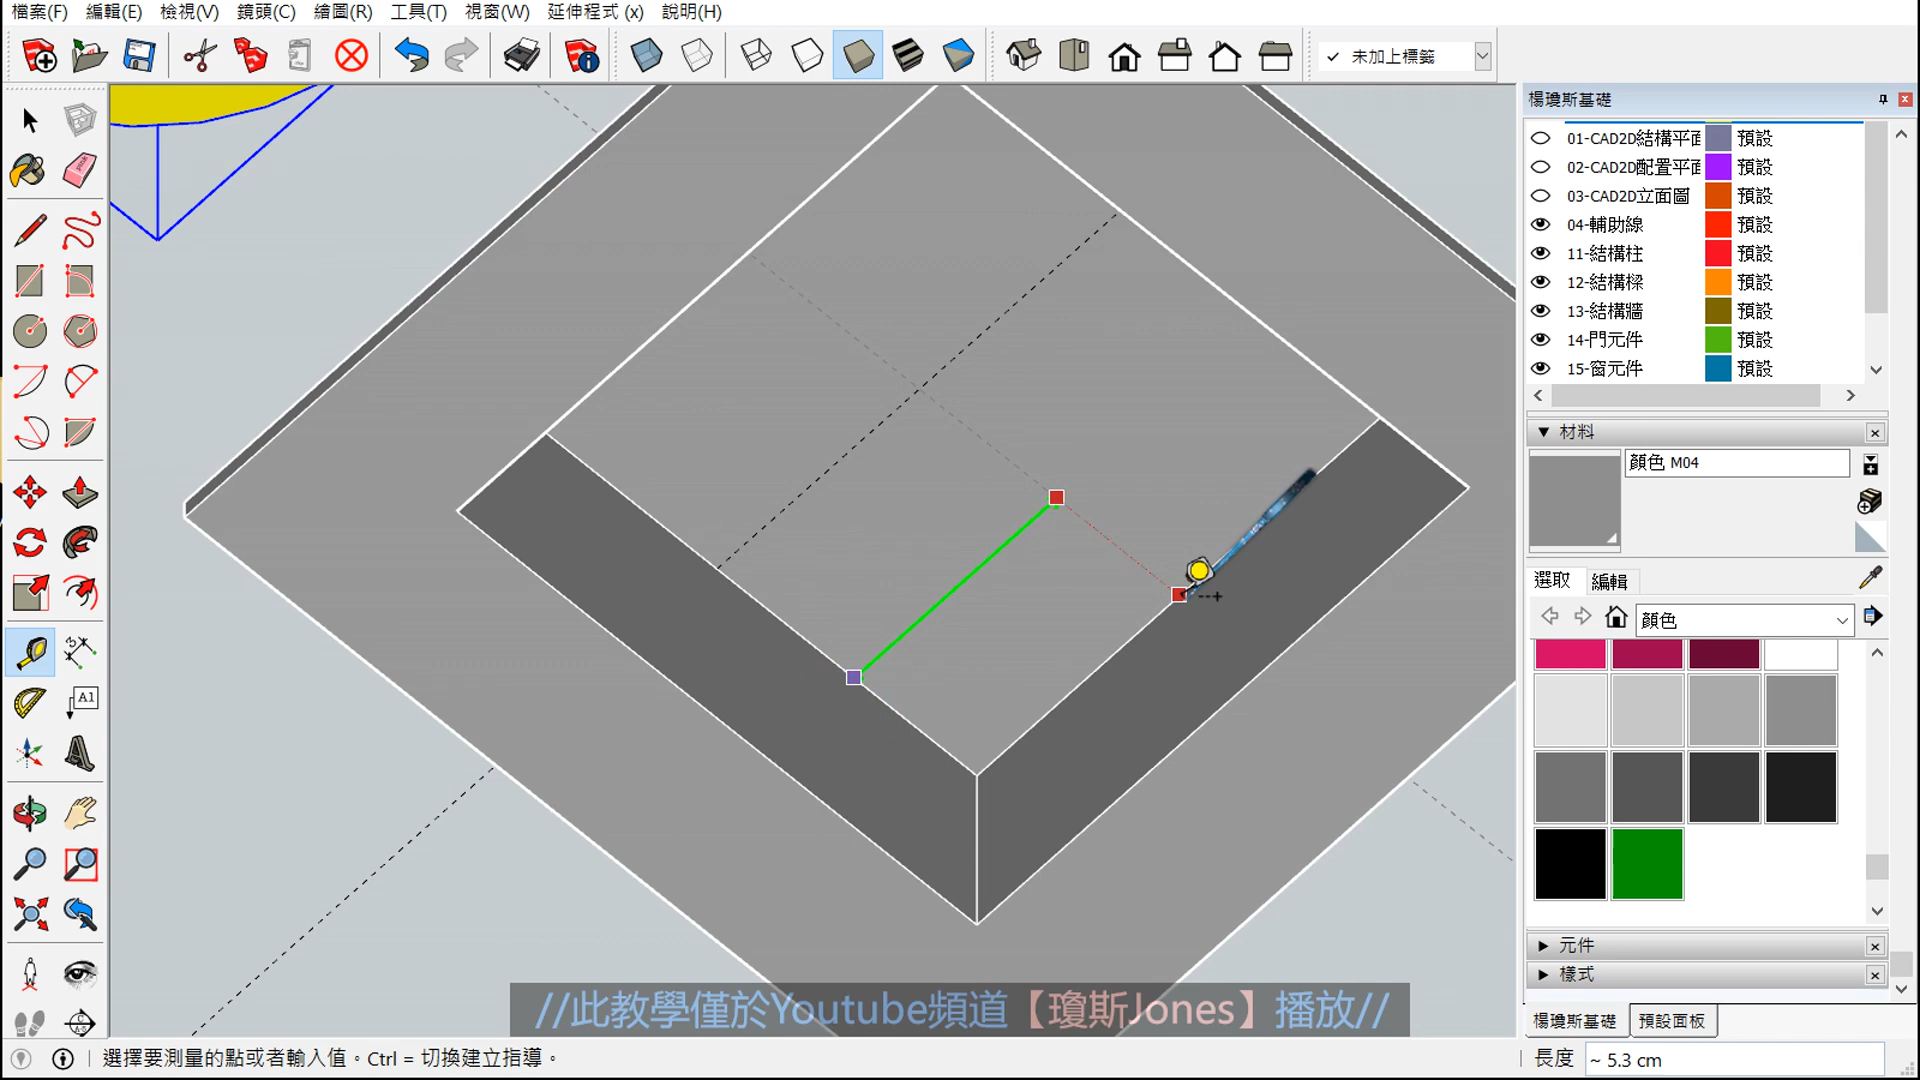 檔案(F) 編輯(E) 檢視(V) 鏡頭(C) 繪圖(R) 工具(T) 視窗(W) 延伸程式 (x) 說明(H)
未加上標籤
楊瓊斯基礎
01-CAD2D結構平面 預設
02-CAD2D配置平面 預設
03-CAD2D立面圖 預設
04-輔助線 預設
11-結構柱 預設
12-結構樑 預設
13-結構牆 預設
14-門元件 預設
15-窗元件 預設
材料
顏色 M04
選取 編輯
顏色
A1
元件
樣式
//此教學僅於Youtube頻道【瓊斯Jones】播放//
楊瓊斯基礎 預設面板
選擇要測量的點或者輸入值。Ctrl = 切換建立指導。
長度 ~ 5.3 cm